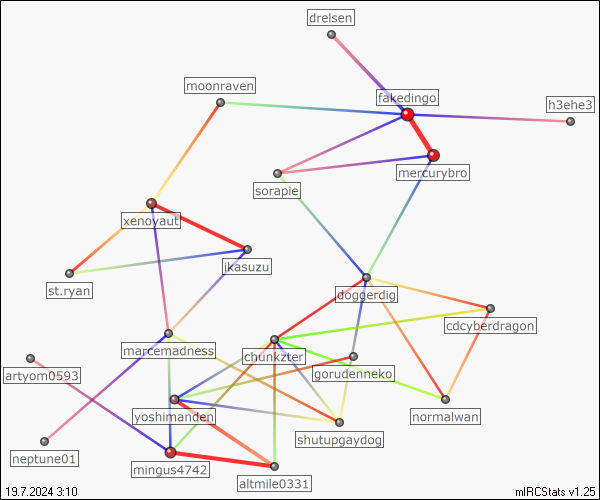 drelsen
moonraven
fakedingo
h3ehe3
mercurybro
sorapie
xenovaut
ikasuzu
st.ryan
doggerdig
cdcyberdragon
marcemadness
chunkzter
artyom0593
gorudenneko
yoshimanden
normalwan
shutupgaydog
neptune01
mingus4742
altmile0331
19.7.2024 3:10
mIRCStats v1.25